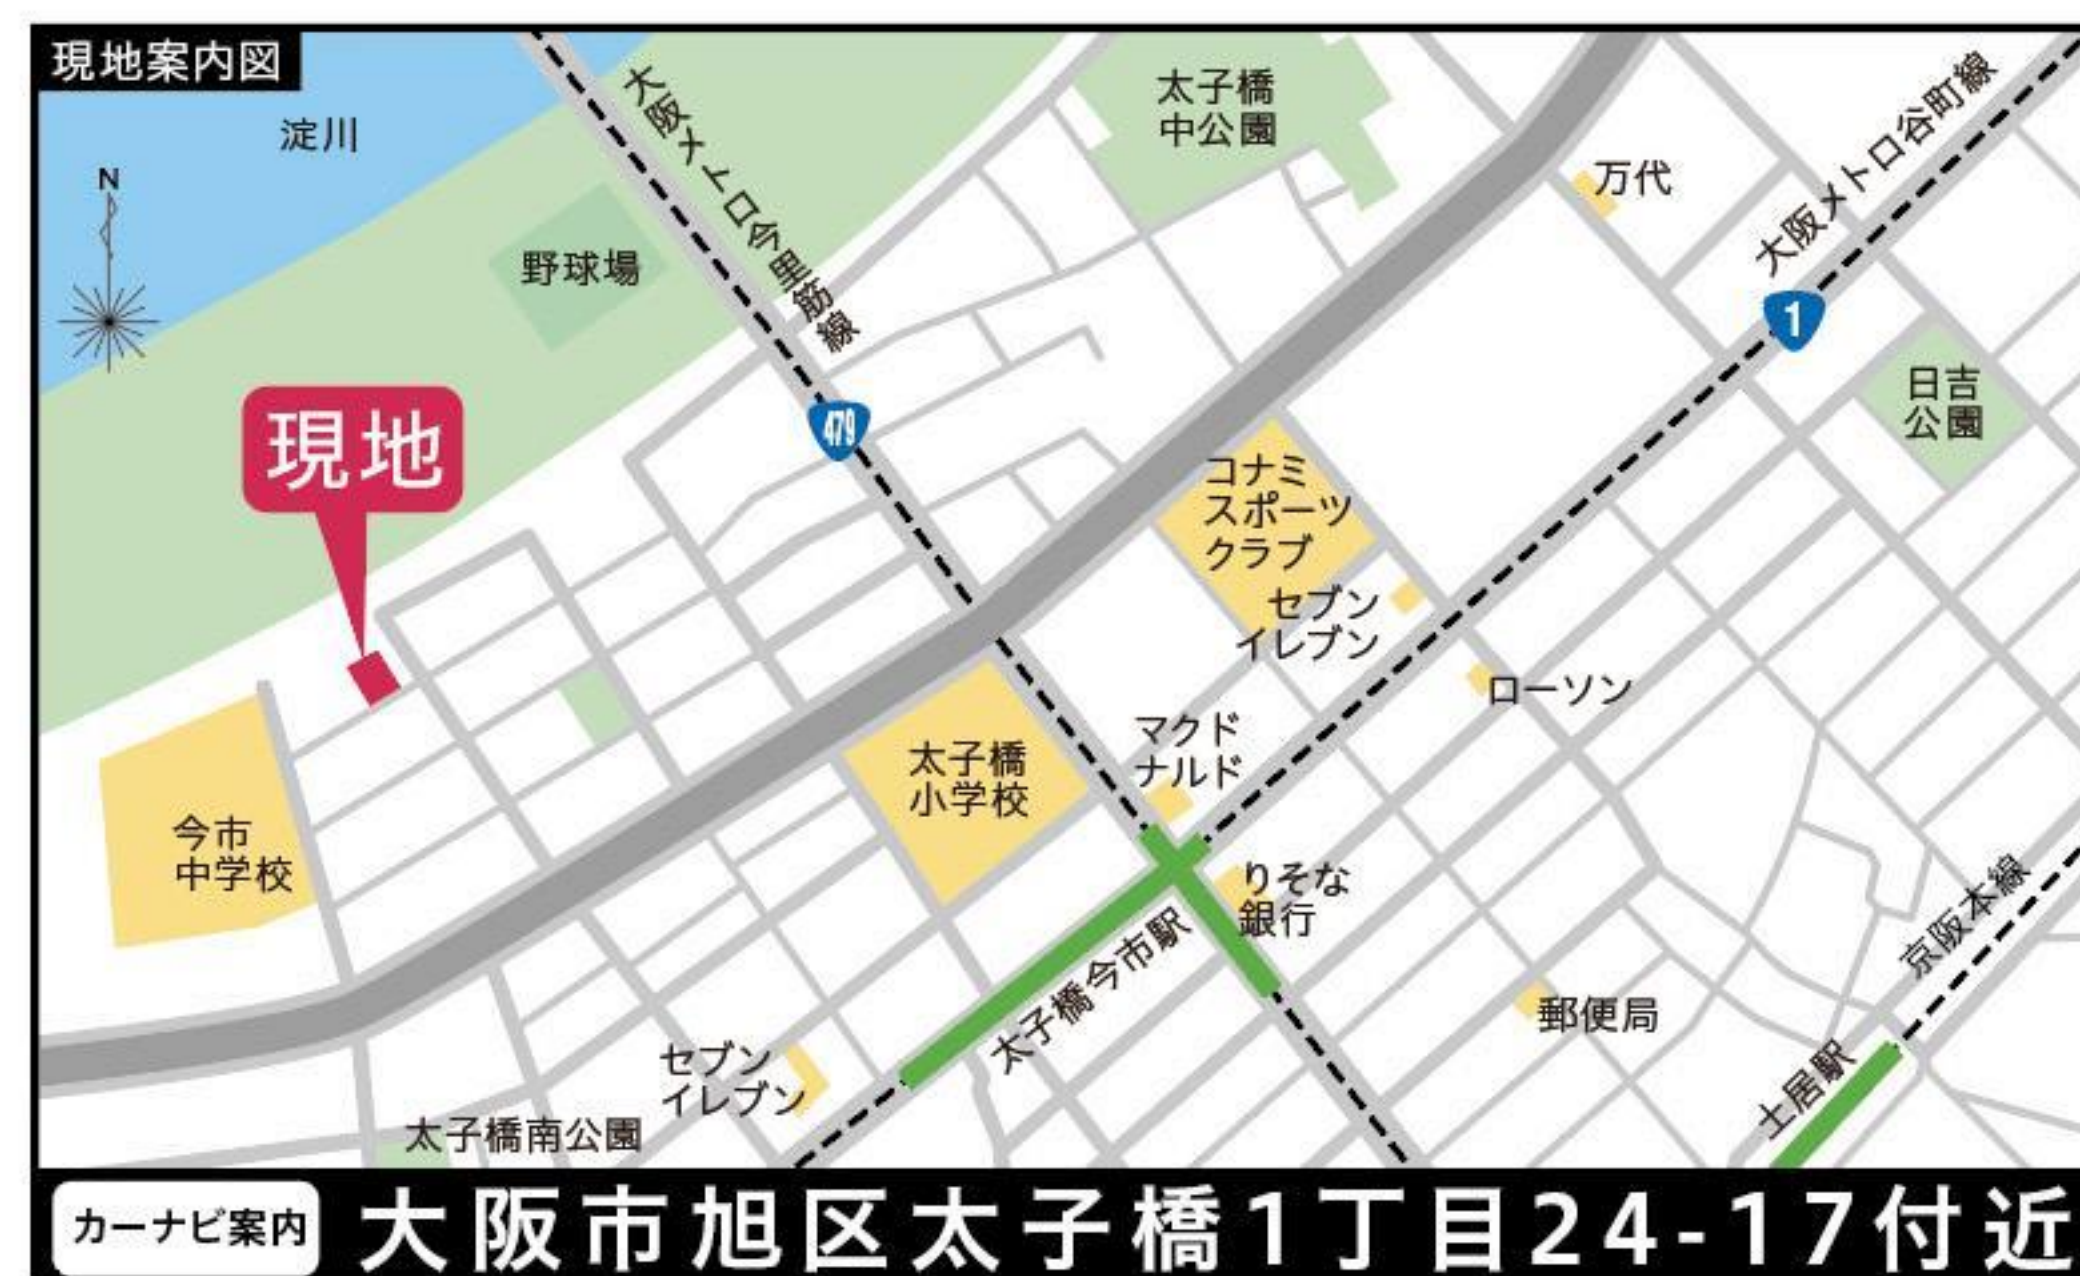 現地案内図
淀川
N
大阪メトロ今里筋線
太子橋
中公園
万代
大阪メトロ谷町線
野球場
1
日吉
公園
現地
479
コナミ
スポーツ
クラブ
セブン
イレブン
ローソン
マクド
ナルド
太子橋
小学校
今市
中学校
りそな
銀行
京阪本線
太子橋今市駅
郵便局
セブン
イレブン
土居駅
太子橋南公園
カーナビ案内
大阪市旭区太子橋1丁目24-17付近